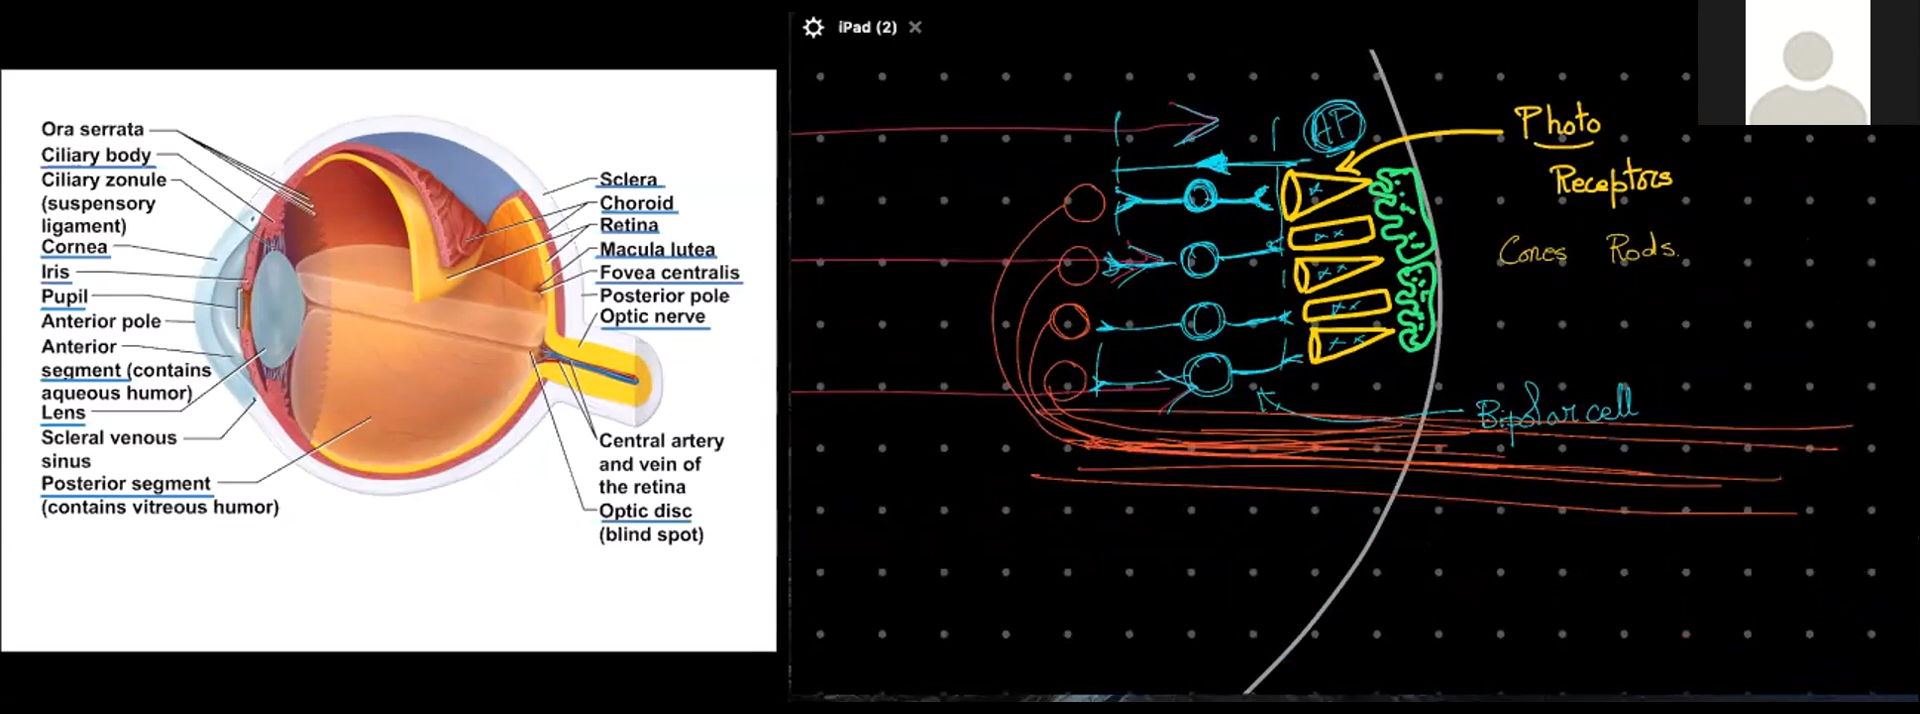 Ora serrata
Ciliary body
Ciliary zonule
(suspensory
ligament)
Cornea
Iris
Pupil
Anterior pole
Anterior
segment (contains
aqueous humor)
Lens
Scleral venous
sinus
Posterior segment
(contains vitreous humor)
Sclera
Choroid
Retina
Macula lutea
Fovea centralis
Posterior pole
Optic nerve
Central artery
and vein of
the retina
Optic disc
(blind spot)
iPad (2)
AP
Photo
Receptors
Cones Rods.
Bipolar cell